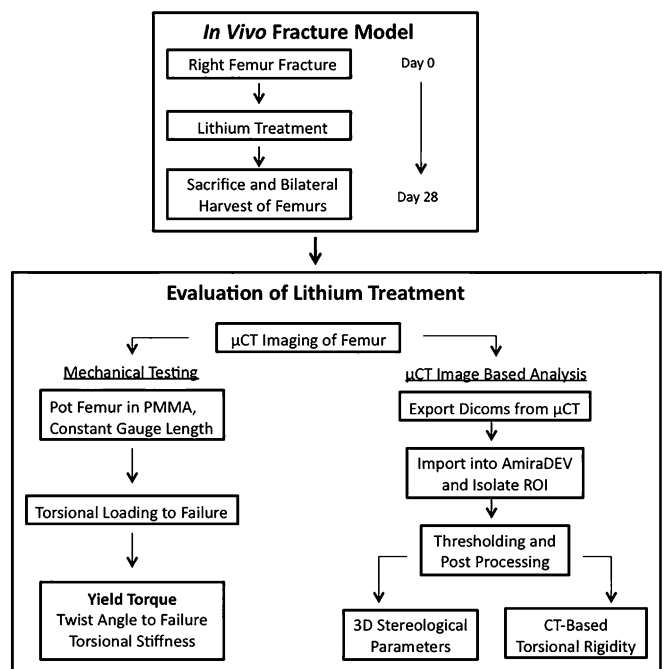 In Vivo Fracture Model
Right Femur Fracture
Day 0
Lithium Treatment
Sacrifice and Bilateral
Harvest of Femurs
Day 28
Evaluation of Lithium Treatment
µCT Imaging of Femur
Mechanical Testing
Pot Femur in PMMA,
Constant Gauge Length
Torsional Loading to Failure
Yield Torque
Twist Angle to Failure
Torsional Stiffness
µCT Image Based Analysis
Export Dicoms from µCT
Import into AmiraDEV
and Isolate ROI
Thresholding and
Post Processing
3D Stereological
Parameters
CT-Based
Torsional Rigidity